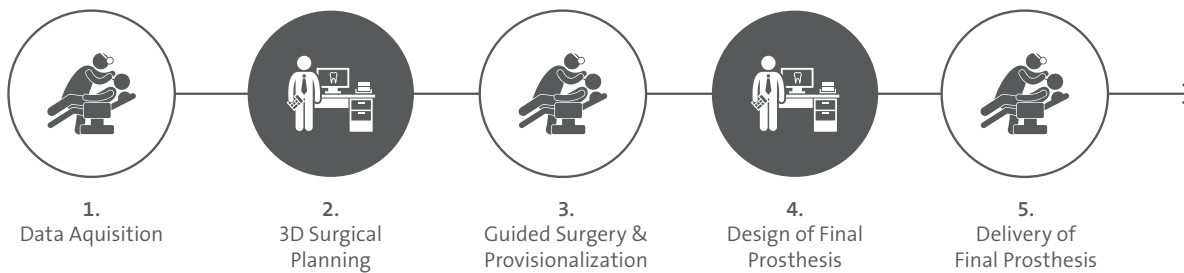 1.
Data Aquisition
2.
3D Surgical
Planning
3.
Guided Surgery &
Provisionalization
4.
Design of Final
Prosthesis
5.
Delivery of
Final Prosthesis